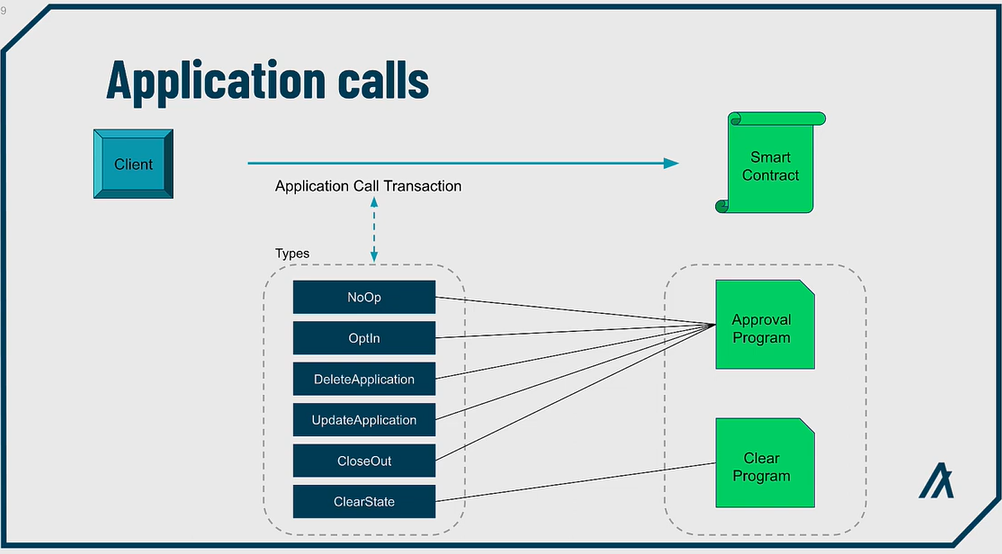 9
Application calls
Client
Smart
Contract
Application Call Transaction
Types
NoOp
OptIn
DeleteApplication
UpdateApplication
CloseOut
ClearState
Approval
Program
Clear
Program